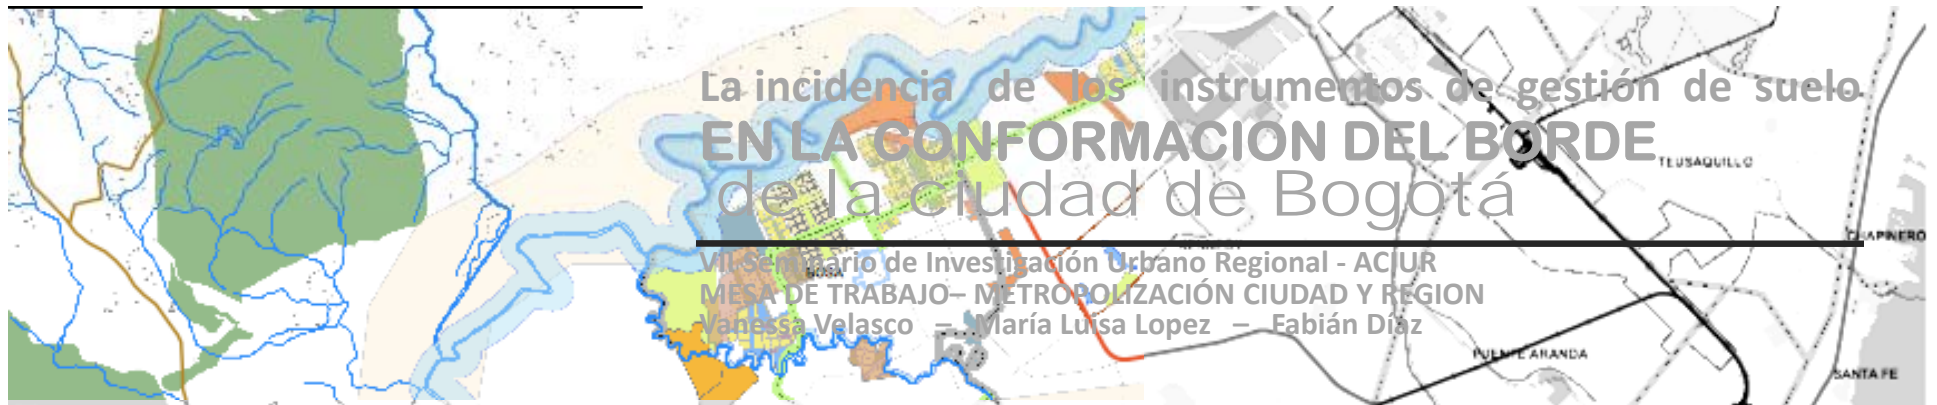 La incidencia de los instrumentos de gestión de suelo.
EN LA CONFORMACION DEL BORDE
de la ciudad de Bogotá
VII Seminario de Investigación Urbano Regional - ACIUR
MESA DE TRABAJO– METROPOLIZACIÓN CIUDAD Y REGION
Vanessa Velasco – María Luisa Lopez – Fabián Díaz
TEUSAQUILLO
CHAPINERO
BOSA
PUENTE ARANDA
SANTA FE